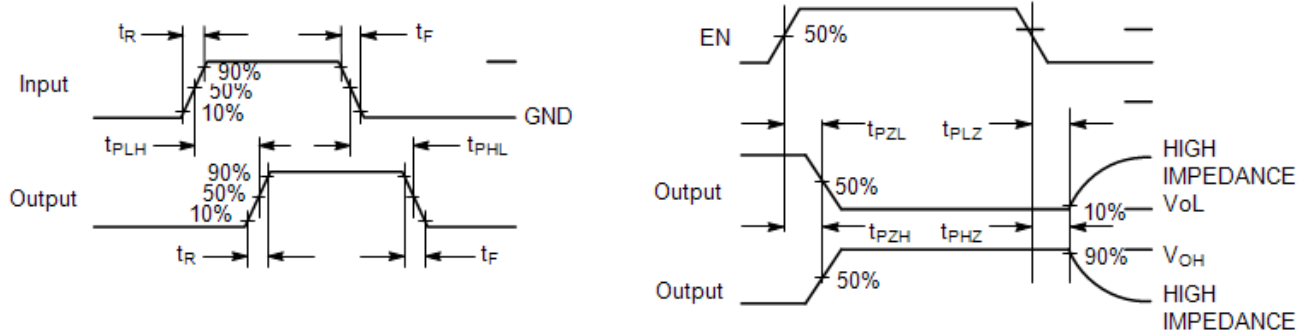 tR
tF
Input
90%
50%
10%
GND
tPLH
tPHL
Output
90%
50%
10%
tR
tF
EN
50%
tPZL
tPLZ
Output
50%
HIGH
IMPEDANCE
10%
VoL
tPZH
tPHZ
Output
50%
90%
VOH
HIGH
IMPEDANCE